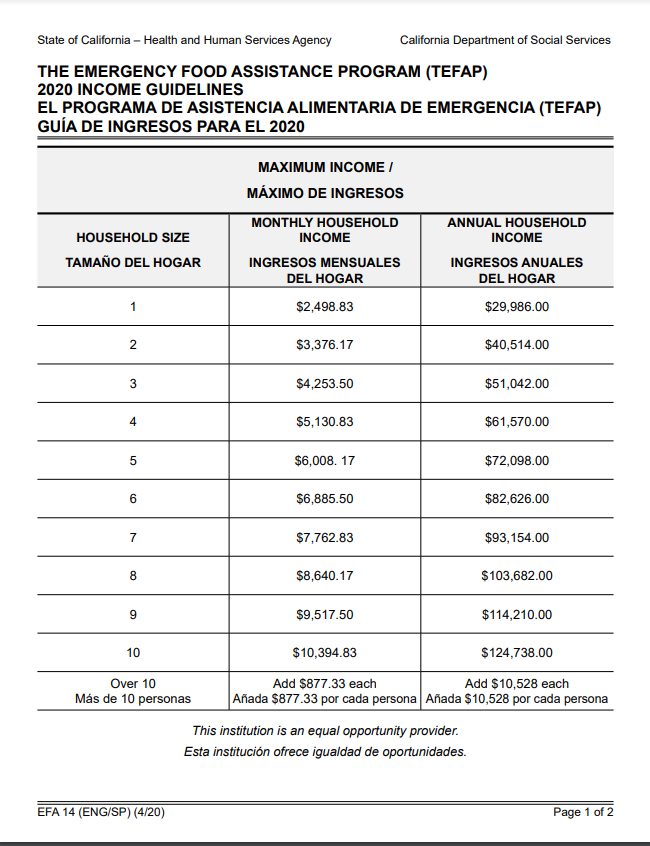 State of California – Health and Human Services Agency California Department of Social Services
THE EMERGENCY FOOD ASSISTANCE PROGRAM (TEFAP)
2020 INCOME GUIDELINES
EL PROGRAMA DE ASISTENCIA ALIMENTARIA DE EMERGENCIA (TEFAP)
GUÍA DE INGRESOS PARA EL 2020
MAXIMUM INCOME /
MÁXIMO DE INGRESOS
HOUSEHOLD SIZE
TAMAÑO DEL HOGAR
MONTHLY HOUSEHOLD
INCOME
INGRESOS MENSUALES
DEL HOGAR
ANNUAL HOUSEHOLD
INCOME
INGRESOS ANUALES
DEL HOGAR
1 $2,498.83 $29,986.00
2 $3,376.17 $40,514.00
3 $4,253.50 $51,042.00
4 $5,130.83 $61,570.00
5 $6,008. 17 $72,098.00
6 $6,885.50 $82,626.00
7 $7,762.83 $93,154.00
8 $8,640.17 $103,682.00
9 $9,517.50 $114,210.00
10 $10,394.83 $124,738.00
Over 10 Add $877.33 each Add $10,528 each
Más de 10 personas Añada $877.33 por cada persona Añada $10,528 por cada persona
This institution is an equal opportunity provider.
Esta institución ofrece igualdad de oportunidades.
EFA 14 (ENG/SP) (4/20) Page 1 of 2